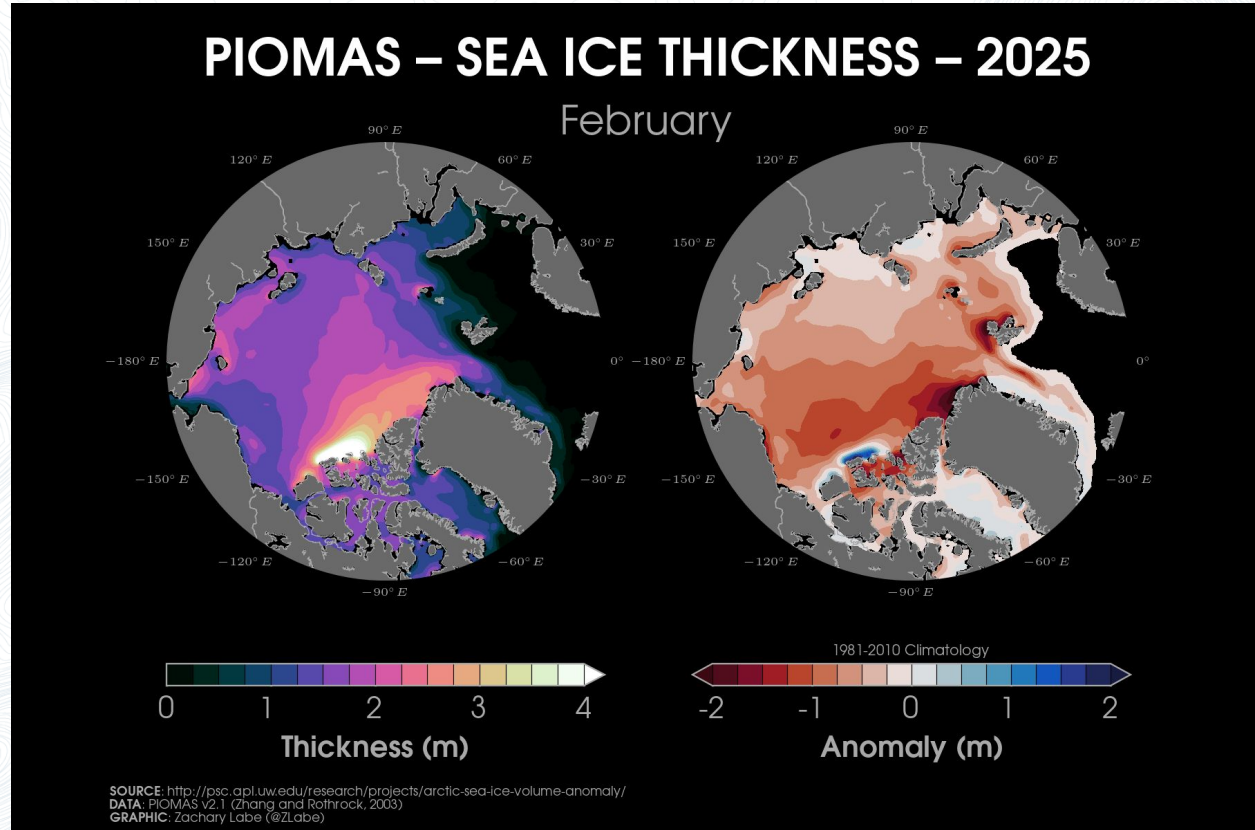 PIOMAS – SEA ICE THICKNESS – 2025
February
90° E
120° E
60° E
150° E
30° E
−180° E
0°
−150° E
−30° E
−120° E
−60° E
−90° E
90° E
120° E
60° E
150° E
30° E
−180° E
0°
−150° E
−30° E
−120° E
−60° E
−90° E
0 1 2 3 4
Thickness (m)
1981-2010 Climatology
-2 -1 0 1 2
Anomaly (m)
SOURCE: http://psc.apl.uw.edu/research/projects/arctic-sea-ice-volume-anomaly/
DATA: PIOMAS v2.1 (Zhang and Rothrock, 2003)
GRAPHIC: Zachary Labe (@ZLabe)